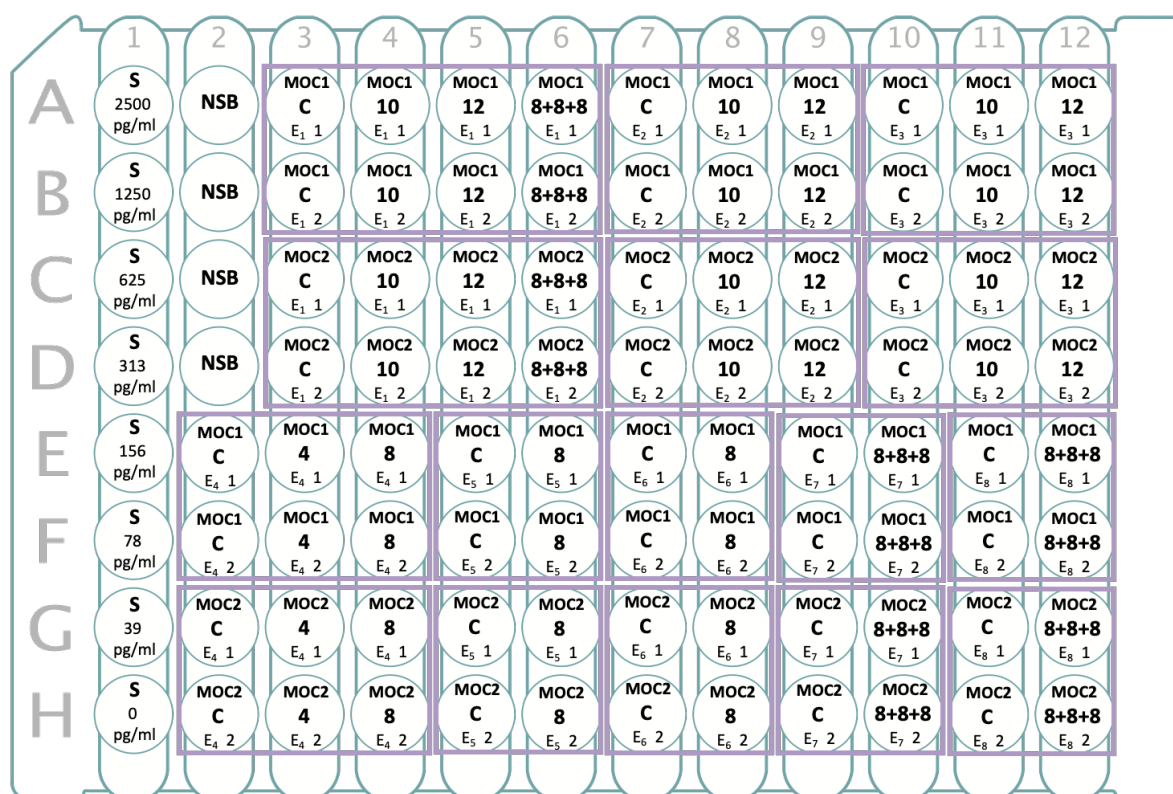 1 2 3 4 5 6 7 8 9 10 11 12
S MOC1 MOC1 MOC1 MOC1 MOC1 MOC1 MOC1 MOC1 MOC1 MOC1
A 2500 NSB C 10 12 8+8+8 C 10 12 C 10 12
pg/ml E₁ 1 E₁ 1 E₁ 1 E₁ 1 E₂ 1 E₂ 1 E₂ 1 E₃ 1 E₃ 1 E₃ 1
S MOC1 MOC1 MOC1 MOC1 MOC1 MOC1 MOC1 MOC1 MOC1 MOC1
B 1250 NSB C 10 12 8+8+8 C 10 12 C 10 12
pg/ml E₁ 2 E₁ 2 E₁ 2 E₁ 2 E₂ 2 E₂ 2 E₂ 2 E₃ 2 E₃ 2 E₃ 2
S MOC2 MOC2 MOC2 MOC2 MOC2 MOC2 MOC2 MOC2 MOC2 MOC2
C 625 NSB C 10 12 8+8+8 C 10 12 C 10 12
pg/ml E₁ 1 E₁ 1 E₁ 1 E₁ 1 E₂ 1 E₂ 1 E₂ 1 E₃ 1 E₃ 1 E₃ 1
S MOC2 MOC2 MOC2 MOC2 MOC2 MOC2 MOC2 MOC2 MOC2 MOC2
D 313 NSB C 10 12 8+8+8 C 10 12 C 10 12
pg/ml E₁ 2 E₁ 2 E₁ 2 E₁ 2 E₂ 2 E₂ 2 E₂ 2 E₃ 2 E₃ 2 E₃ 2
S MOC1 MOC1 MOC1 MOC1 MOC1 MOC1 MOC1 MOC1 MOC1 MOC1 MOC1
E 156 C 4 8 C 8 C 8 C 8+8+8 C 8+8+8
pg/ml E₄ 1 E₄ 1 E₄ 1 E₅ 1 E₅ 1 E₆ 1 E₆ 1 E₇ 1 E₇ 1 E₈ 1 E₈ 1
S MOC1 MOC1 MOC1 MOC1 MOC1 MOC1 MOC1 MOC1 MOC1 MOC1 MOC1
F 78 C 4 8 C 8 C 8 C 8+8+8 C 8+8+8
pg/ml E₄ 2 E₄ 2 E₄ 2 E₅ 2 E₅ 2 E₆ 2 E₆ 2 E₇ 2 E₇ 2 E₈ 2 E₈ 2
S MOC2 MOC2 MOC2 MOC2 MOC2 MOC2 MOC2 MOC2 MOC2 MOC2 MOC2
G 39 C 4 8 C 8 C 8 C 8+8+8 C 8+8+8
pg/ml E₄ 1 E₄ 1 E₄ 1 E₅ 1 E₅ 1 E₆ 1 E₆ 1 E₇ 1 E₇ 1 E₈ 1 E₈ 1
S MOC2 MOC2 MOC2 MOC2 MOC2 MOC2 MOC2 MOC2 MOC2 MOC2 MOC2
H 0 C 4 8 C 8 C 8 C 8+8+8 C 8+8+8
pg/ml E₄ 2 E₄ 2 E₄ 2 E₅ 2 E₅ 2 E₆ 2 E₆ 2 E₇ 2 E₇ 2 E₈ 2 E₈ 2